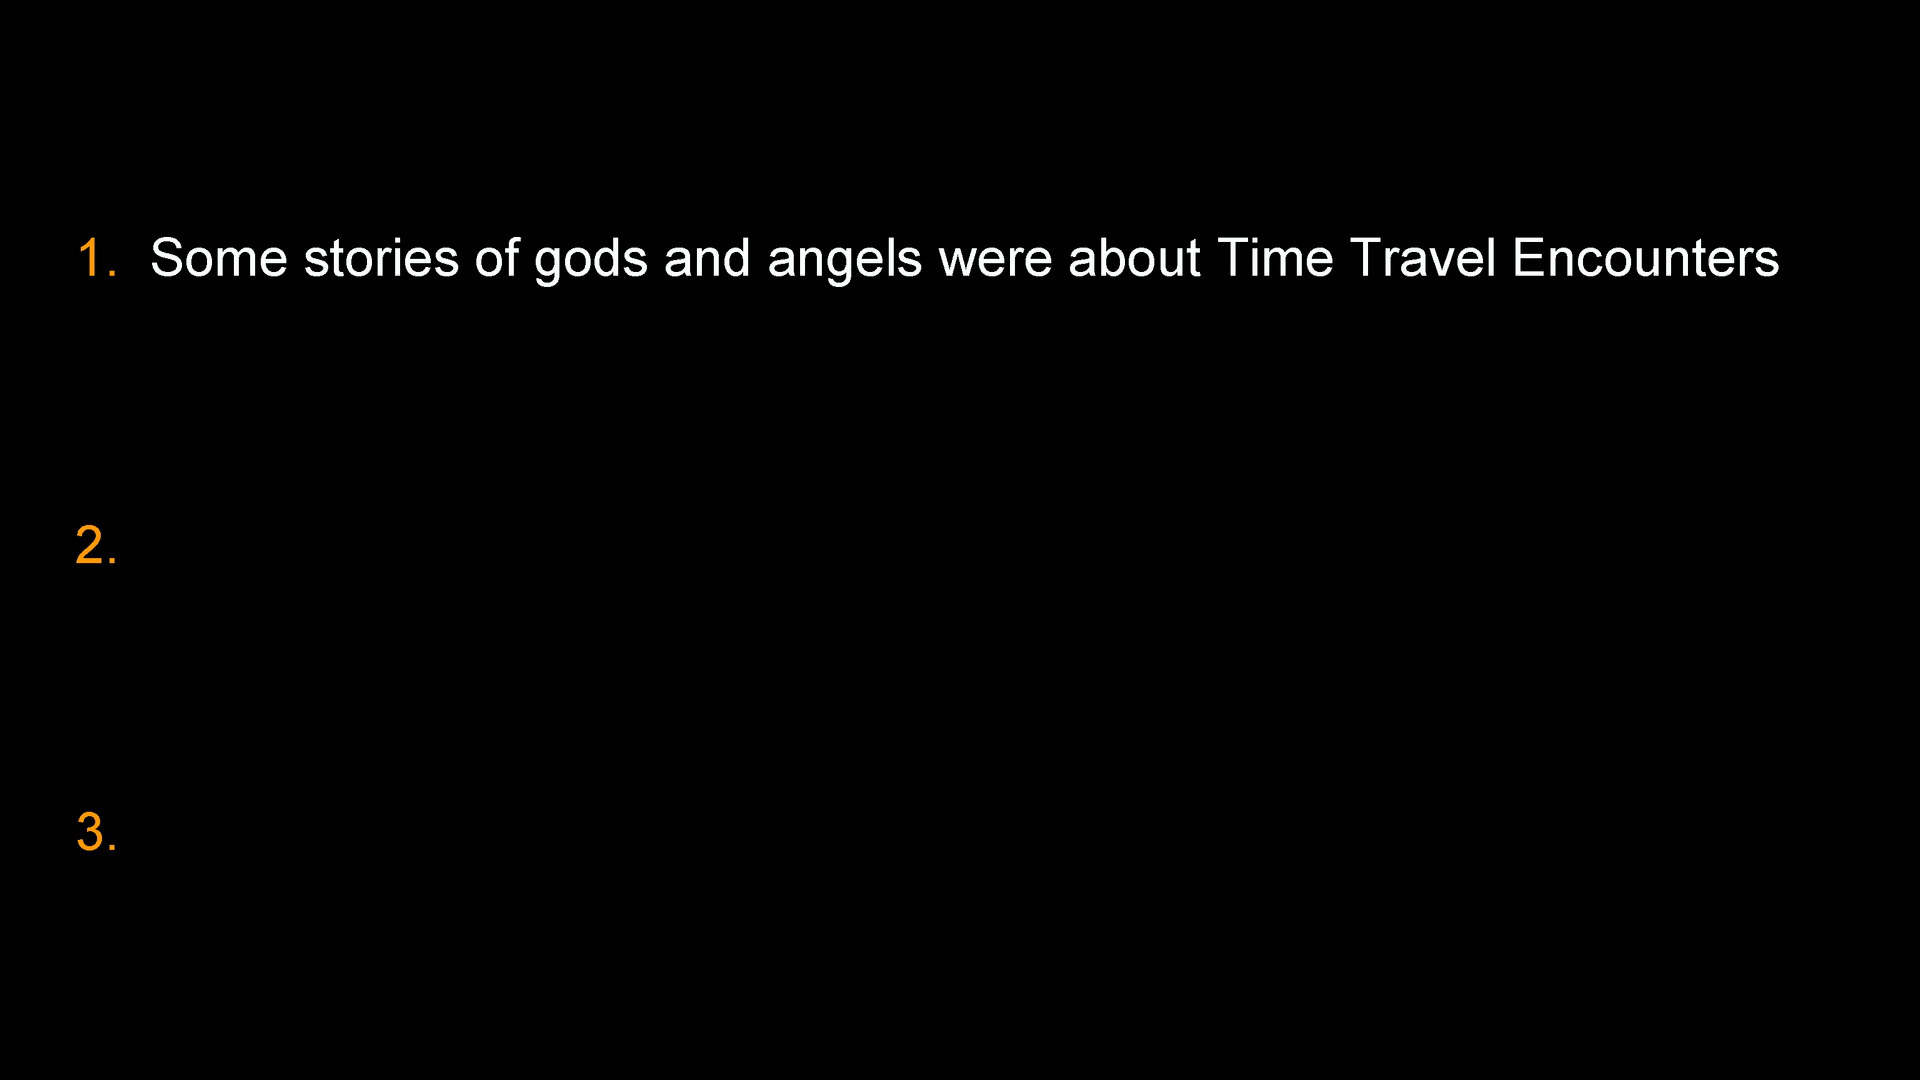 1. Some stories of gods and angels were about Time Travel Encounters
2.
3.